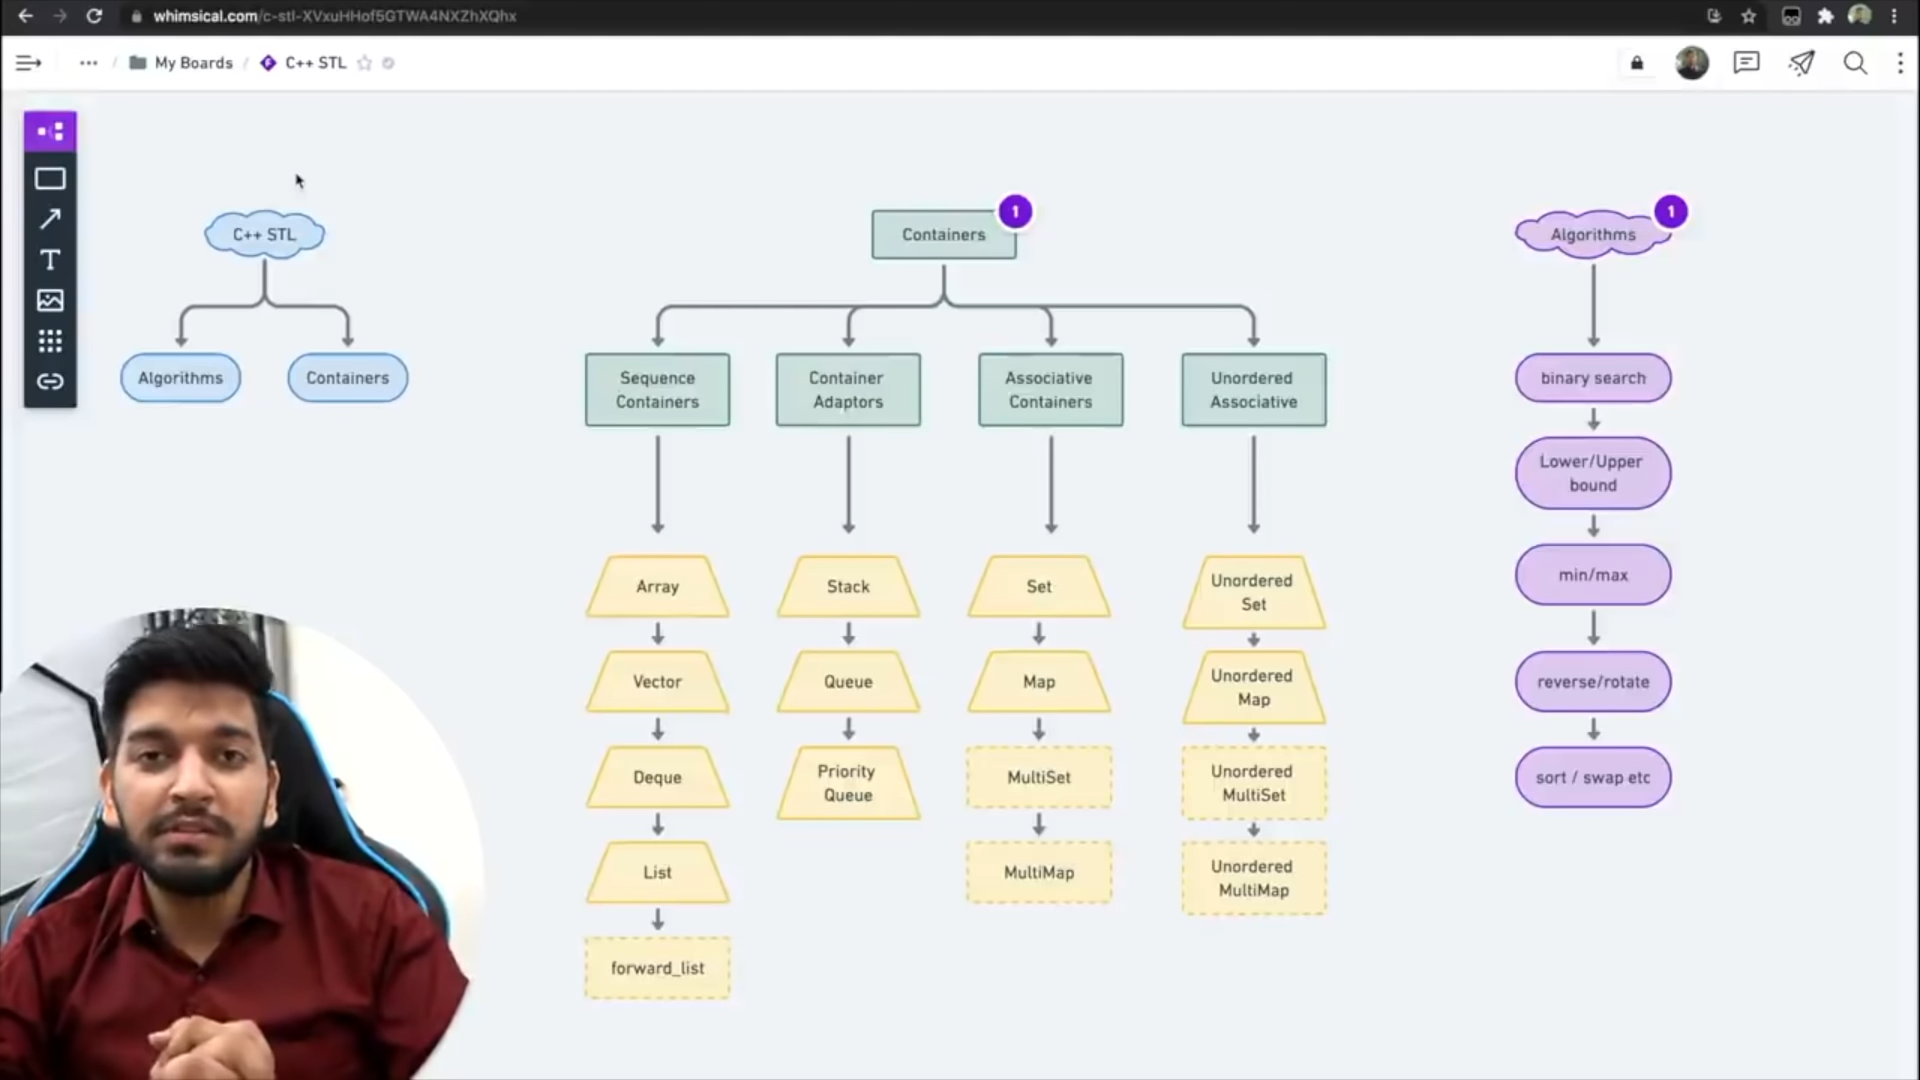 whimsical.com/c-stl-XVxuHHof5GTWA4NXZhXQhx
... / My Boards / C++ STL
C++ STL
Algorithms
Containers
Containers
1
Sequence
Containers
Container
Adaptors
Associative
Containers
Unordered
Associative
Array
Vector
Deque
List
forward_list
Stack
Queue
Priority
Queue
Set
Map
MultiSet
MultiMap
Unordered
Set
Unordered
Map
Unordered
MultiSet
Unordered
MultiMap
Algorithms
1
binary search
Lower/Upper
bound
min/max
reverse/rotate
sort / swap etc
T